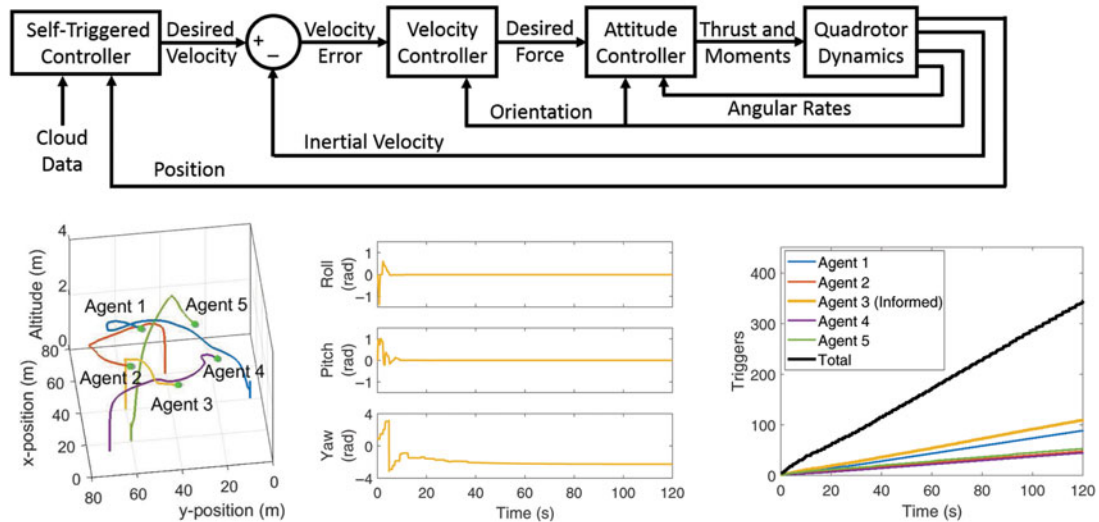 Self-Triggered
Controller
Desired
Velocity
+
−
Velocity
Error
Velocity
Controller
Desired
Force
Attitude
Controller
Thrust and
Moments
Quadrotor
Dynamics
Cloud
Data
Orientation
Angular Rates
Inertial Velocity
Position
4
2
0
Altitude (m)
80
60
40
20
0
x-position (m)
80 60 40 20 0
y-position (m)
Agent 1
Agent 5
Agent 2
Agent 4
Agent 3
Roll
(rad)
1
0
−1
Pitch
(rad)
1
0
−1
Yaw
(rad)
4
0
−4
0 20 40 60 80 100 120
Time (s)
Triggers
400
300
200
100
0
Agent 1
Agent 2
Agent 3 (Informed)
Agent 4
Agent 5
Total
0 20 40 60 80 100 120
Time (s)